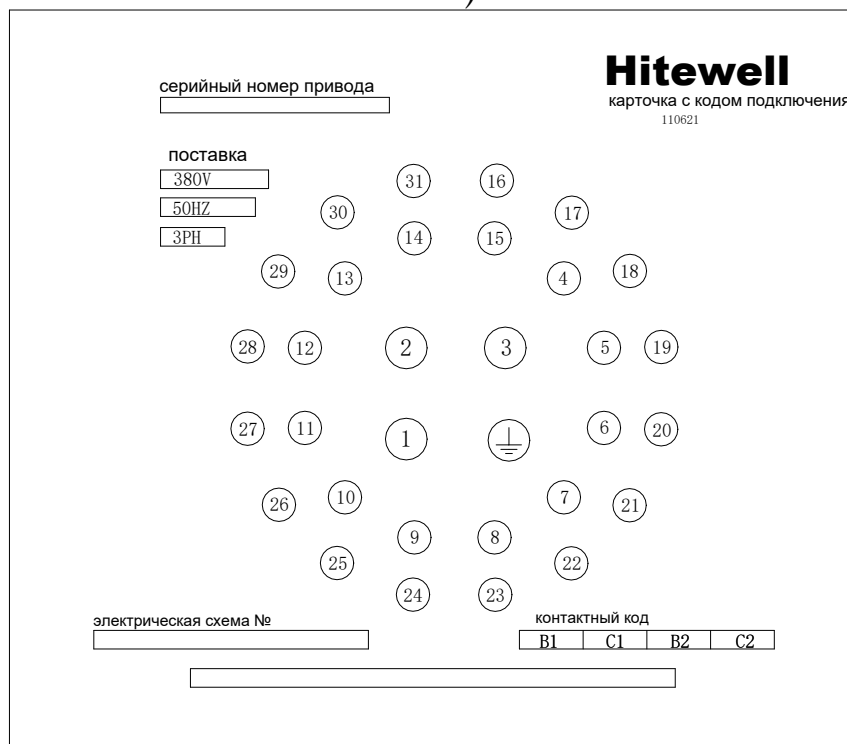 )
Hitewell
серийный номер привода
карточка с кодом подключения
110621
поставка
380V
31 16
50HZ
30 17
3PH
14 15
29 13 4 18
28 12 2 3 5 19
27 11 1 6 20
26 10 7 21
9 8
25 22
24 23
электрическая схема №
контактный код
B1 C1 B2 C2